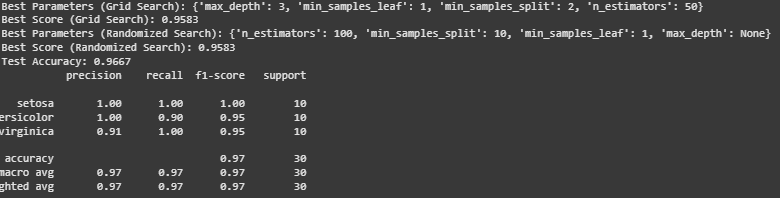 Best Parameters (Grid Search): {'max_depth': 3, 'min_samples_leaf': 1, 'min_samples_split': 2, 'n_estimators': 50}
Best Score (Grid Search): 0.9583
Best Parameters (Randomized Search): {'n_estimators': 100, 'min_samples_split': 10, 'min_samples_leaf': 1, 'max_depth': None}
Best Score (Randomized Search): 0.9583
Test Accuracy: 0.9667
precision recall f1-score support
setosa 1.00 1.00 1.00 10
ersicolor 1.00 0.90 0.95 10
virginica 0.91 1.00 0.95 10
accuracy 0.97 30
macro avg 0.97 0.97 0.97 30
ghted avg 0.97 0.97 0.97 30